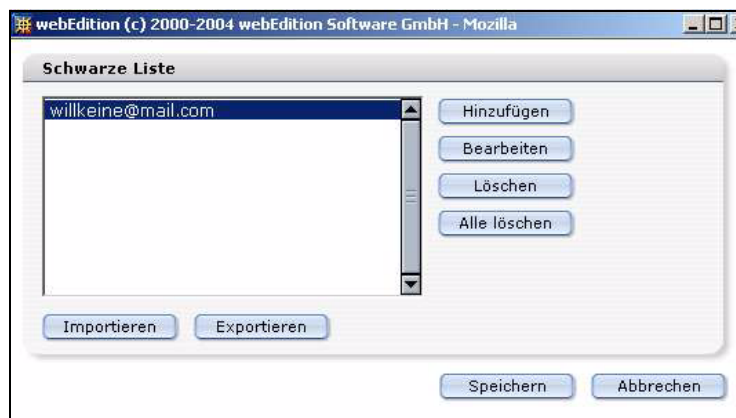 webEdition (c) 2000-2004 webEdition Software GmbH - Mozilla
Schwarze Liste
willkeine@mail.com
Hinzufügen
Bearbeiten
Löschen
Alle löschen
Importieren
Exportieren
Speichern
Abbrechen